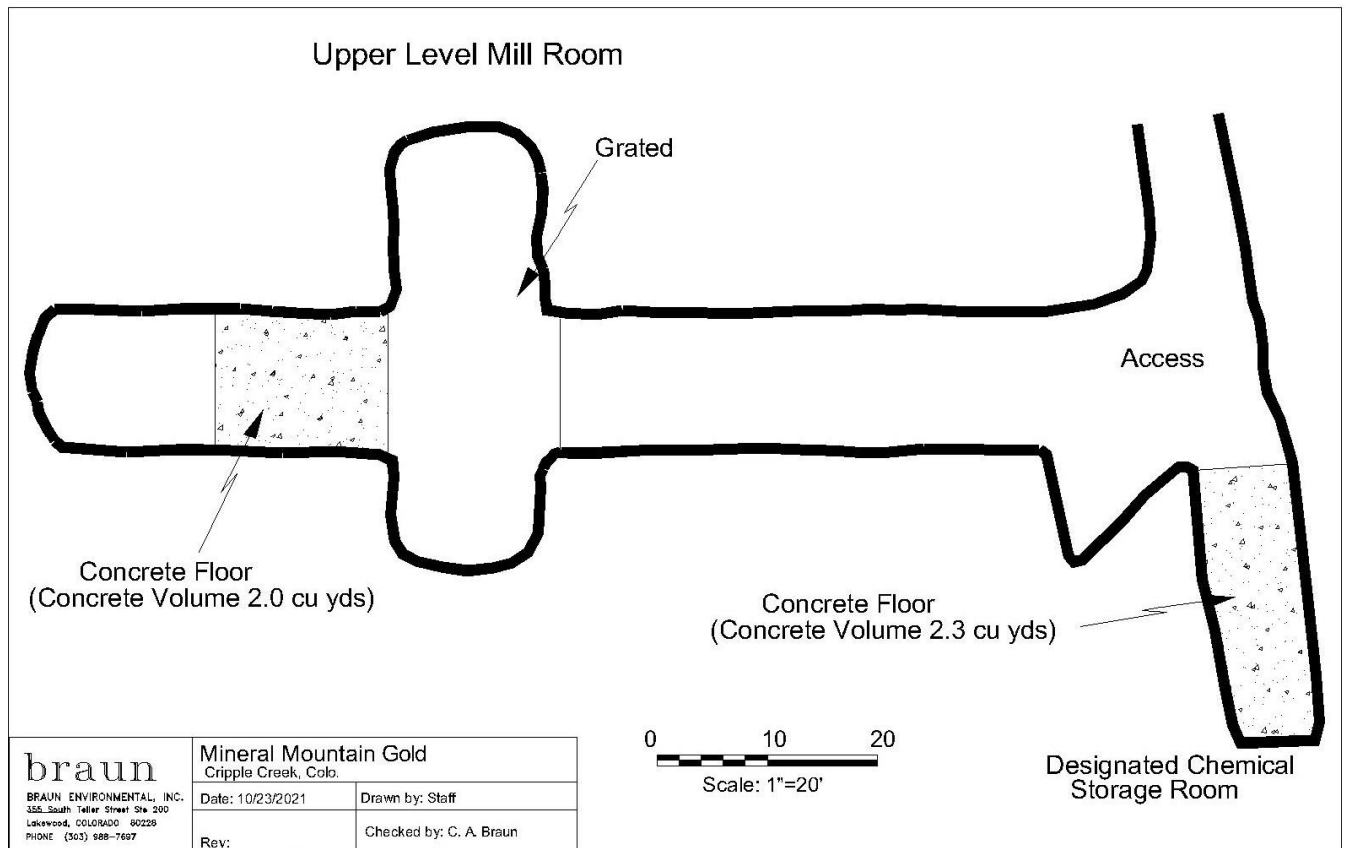 Upper Level Mill Room
Grated
Access
Concrete Floor
(Concrete Volume 2.0 cu yds)
Concrete Floor
(Concrete Volume 2.3 cu yds)
0 10 20
Scale: 1"=20'
Designated Chemical
Storage Room
braun
BRAUN ENVIRONMENTAL, INC.
355 South Teller Street Ste 200
Lakewood, COLORADO 80226
PHONE (303) 988-7697
Mineral Mountain Gold
Cripple Creek, Colo.
Date: 10/23/2021
Drawn by: Staff
Rev:
Checked by: C. A. Braun